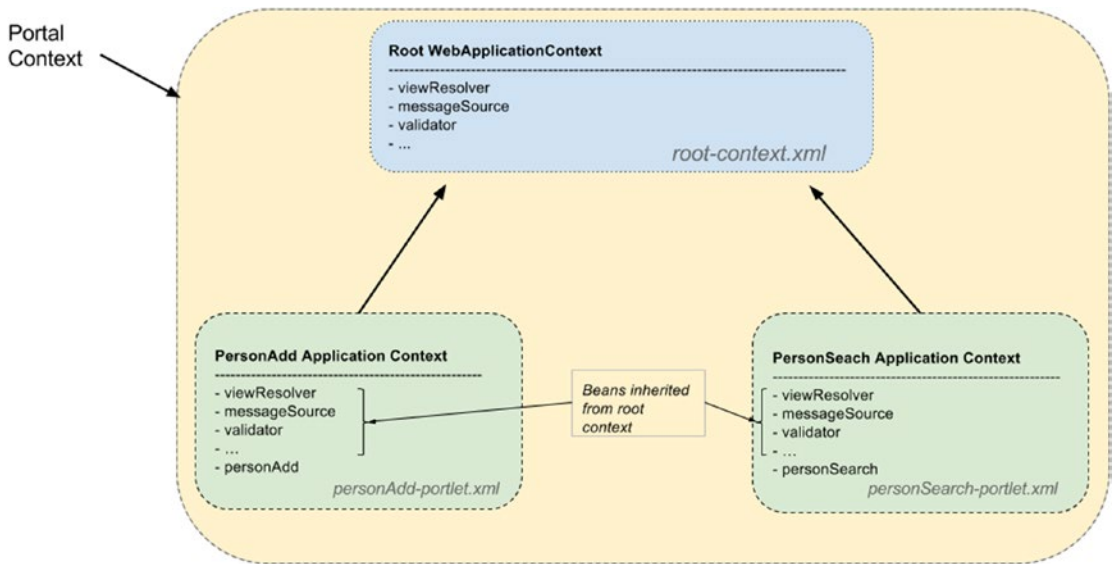 Portal
Context
Root WebApplicationContext
--------------------------------------------------------------------------------
- viewResolver
- messageSource
- validator
- ...
root-context.xml
PersonAdd Application Context
------------------------------------------------
- viewResolver
- messageSource
- validator
- ...
- personAdd
personAdd-portlet.xml
Beans inherited
from root
context
PersonSeach Application Context
----------------------------------------------------
- viewResolver
- messageSource
- validator
- ...
- personSearch
personSearch-portlet.xml